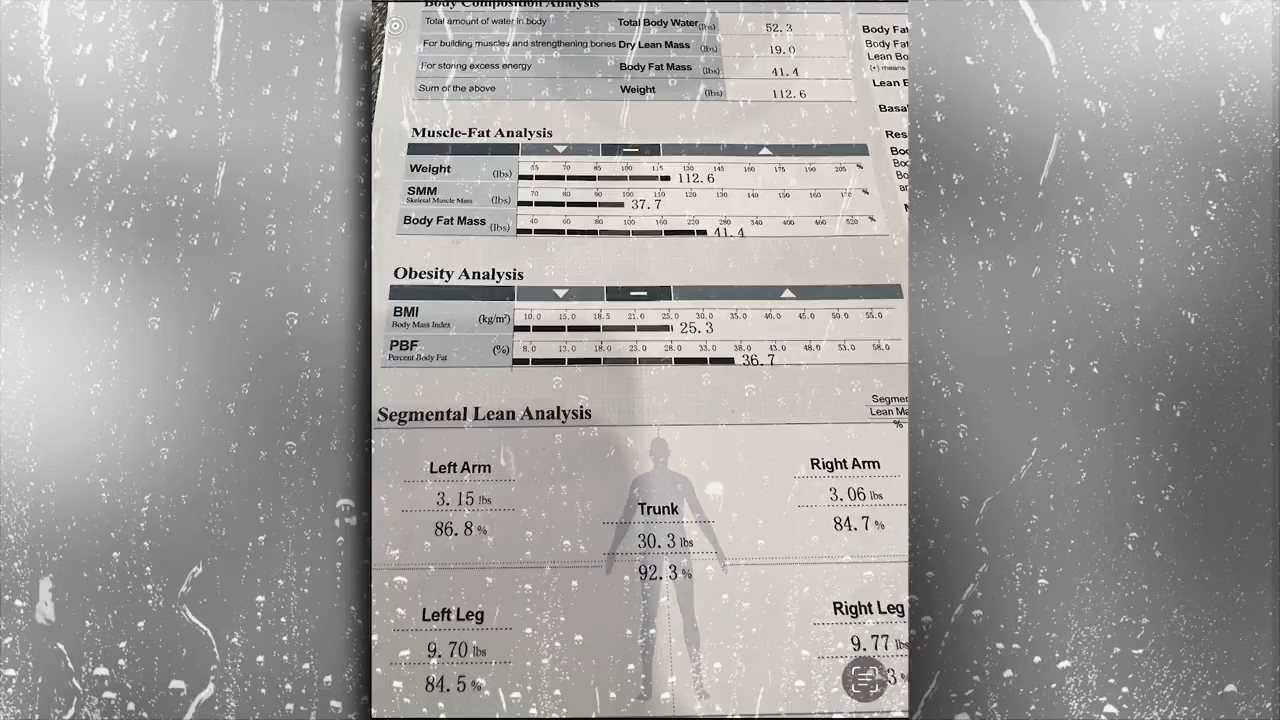 Body Composition Analysis
Total amount of water in body Total Body Water (lbs) 52.3
For building muscles and strengthening bones Dry Lean Mass (lbs) 19.0
For storing excess energy Body Fat Mass (lbs) 41.4
Sum of the above Weight (lbs) 112.6
Body Fat
Body Fat
Lean Bo
(+) means
Lean E
Basa
Res
Boo
Boo
Bo
ar
Muscle-Fat Analysis
Weight (lbs) 55 70 85 100 115 130 145 160 175 190 205 %
112.6
SMM (lbs) 70 80 90 100 110 120 130 140 150 160 170 %
Skeletal Muscle Mass 37.7
Body Fat Mass (lbs) 40 60 80 100 160 220 280 340 400 460 520 %
41.4
Obesity Analysis
BMI (kg/m²) 10.0 15.0 18.5 21.0 25.0 30.0 35.0 40.0 45.0 50.0 55.0
Body Mass Index 25.3
PBF (%) 8.0 13.0 18.0 23.0 28.0 33.0 38.0 43.0 48.0 53.0 58.0
Percent Body Fat 36.7
Segmental Lean Analysis
Segmer
Lean Ma
%
Left Arm
3.15 lbs
86.8 %
Right Arm
3.06 lbs
84.7 %
Trunk
30.3 lbs
92.3 %
Left Leg
9.70 lbs
84.5 %
Right Leg
9.77 lbs
3 %